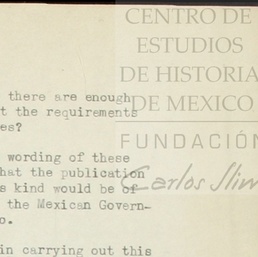 CENTRO DE
ESTUDIOS
DE HISTORIA
DE MEXICO
FUNDACIÓN
Carlos Slim
there are enough
t the requirements
es?
wording of these
hat the publication
s kind would be of
the Mexican Govern-
o.
in carrying out this